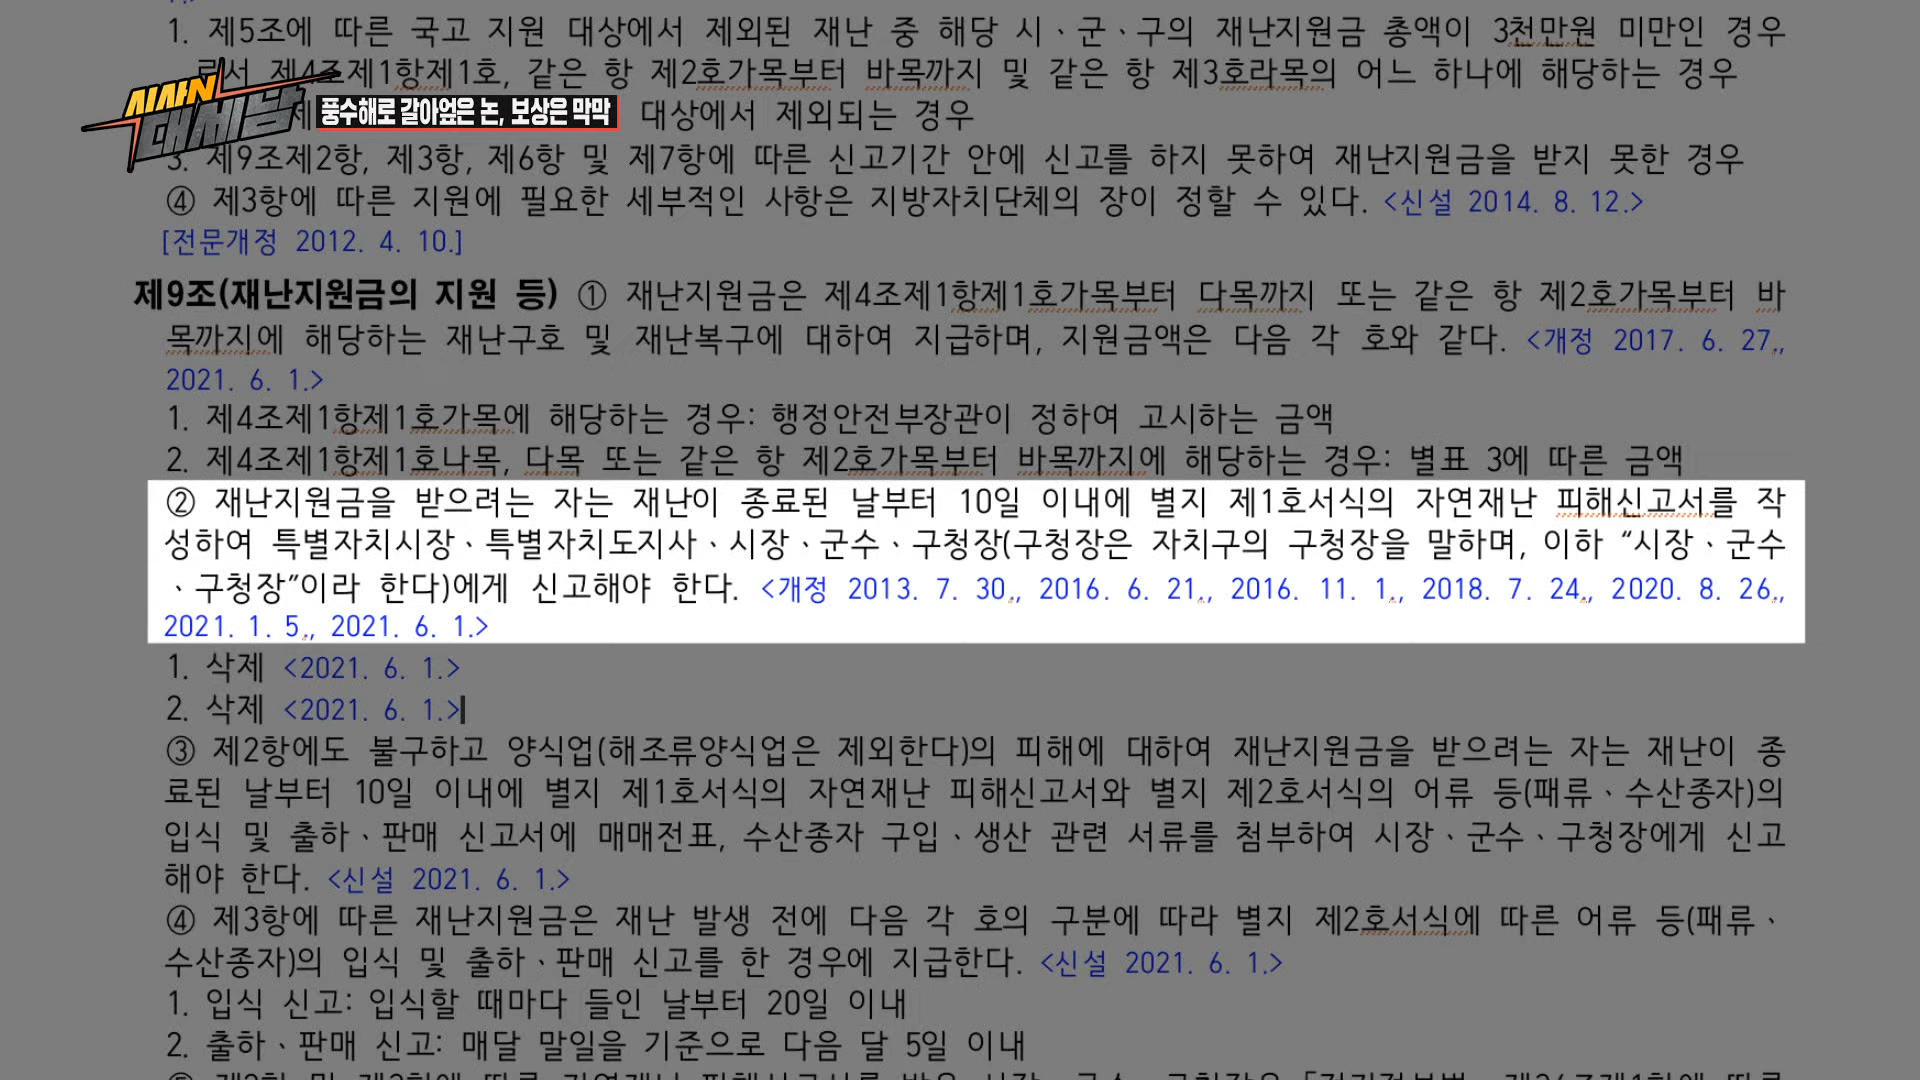 1. 제5조에 따른 국고 지원 대상에서 제외된 재난 중 해당 시ㆍ군ㆍ구의 재난지원금 총액이 3천만원 미만인 경우
로서 제4조제1항제1호, 같은 항 제2호가목부터 바목까지 및 같은 항 제3호라목의 어느 하나에 해당하는 경우
시사N
대세남
풍수해로 갈아엎은 논, 보상은 막막
대상에서 제외되는 경우
3. 제9조제2항, 제3항, 제6항 및 제7항에 따른 신고기간 안에 신고를 하지 못하여 재난지원금을 받지 못한 경우
④ 제3항에 따른 지원에 필요한 세부적인 사항은 지방자치단체의 장이 정할 수 있다. <신설 2014. 8. 12.>
[전문개정 2012. 4. 10.]
제9조(재난지원금의 지원 등) ① 재난지원금은 제4조제1항제1호가목부터 다목까지 또는 같은 항 제2호가목부터 바
목까지에 해당하는 재난구호 및 재난복구에 대하여 지급하며, 지원금액은 다음 각 호와 같다. <개정 2017. 6. 27.,
2021. 6. 1.>
1. 제4조제1항제1호가목에 해당하는 경우: 행정안전부장관이 정하여 고시하는 금액
2. 제4조제1항제1호나목, 다목 또는 같은 항 제2호가목부터 바목까지에 해당하는 경우: 별표 3에 따른 금액
② 재난지원금을 받으려는 자는 재난이 종료된 날부터 10일 이내에 별지 제1호서식의 자연재난 피해신고서를 작
성하여 특별자치시장ㆍ특별자치도지사ㆍ시장ㆍ군수ㆍ구청장(구청장은 자치구의 구청장을 말하며, 이하 “시장ㆍ군수
ㆍ구청장”이라 한다)에게 신고해야 한다. <개정 2013. 7. 30., 2016. 6. 21., 2016. 11. 1., 2018. 7. 24., 2020. 8. 26.,
2021. 1. 5., 2021. 6. 1.>
1. 삭제 <2021. 6. 1.>
2. 삭제 <2021. 6. 1.>
③ 제2항에도 불구하고 양식업(해조류양식업은 제외한다)의 피해에 대하여 재난지원금을 받으려는 자는 재난이 종
료된 날부터 10일 이내에 별지 제1호서식의 자연재난 피해신고서와 별지 제2호서식의 어류 등(패류ㆍ수산종자)의
입식 및 출하ㆍ판매 신고서에 매매전표, 수산종자 구입ㆍ생산 관련 서류를 첨부하여 시장ㆍ군수ㆍ구청장에게 신고
해야 한다. <신설 2021. 6. 1.>
④ 제3항에 따른 재난지원금은 재난 발생 전에 다음 각 호의 구분에 따라 별지 제2호서식에 따른 어류 등(패류ㆍ
수산종자)의 입식 및 출하ㆍ판매 신고를 한 경우에 지급한다. <신설 2021. 6. 1.>
1. 입식 신고: 입식할 때마다 들인 날부터 20일 이내
2. 출하ㆍ판매 신고: 매달 말일을 기준으로 다음 달 5일 이내